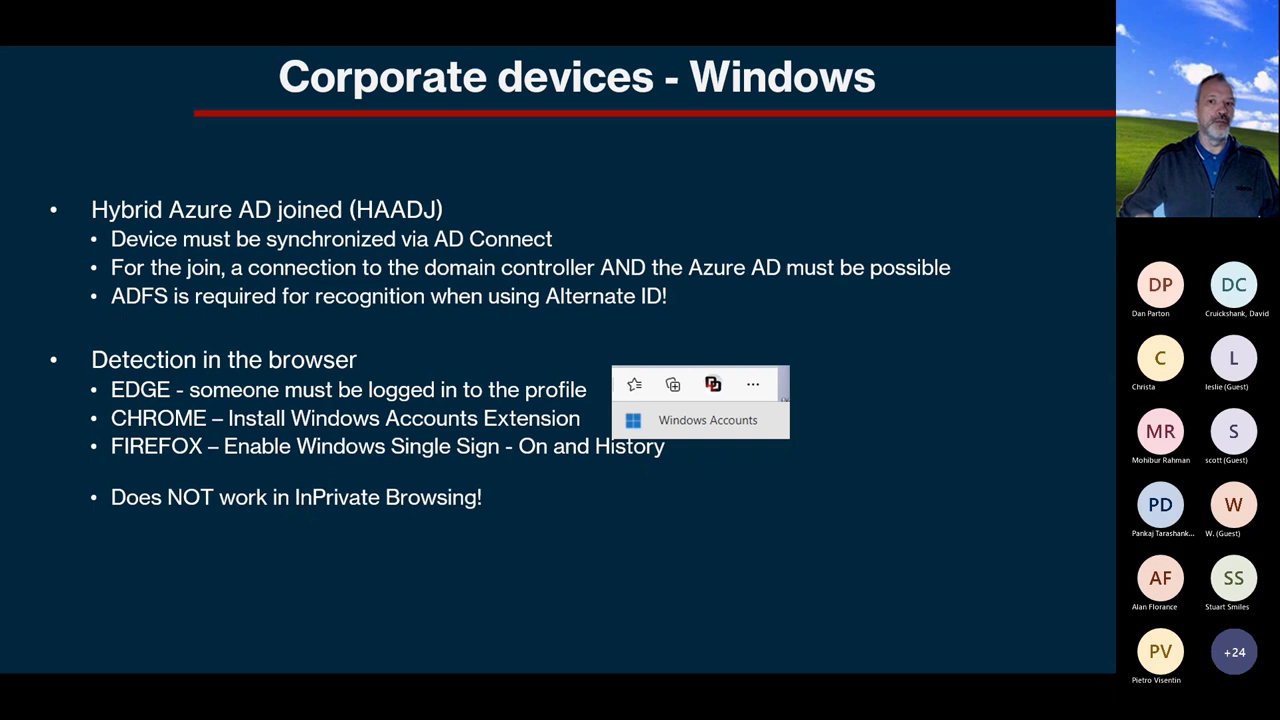 Corporate devices - Windows
• Hybrid Azure AD joined (HAADJ)
• Device must be synchronized via AD Connect
• For the join, a connection to the domain controller AND the Azure AD must be possible
• ADFS is required for recognition when using Alternate ID!
• Detection in the browser
• EDGE - someone must be logged in to the profile
• CHROME – Install Windows Accounts Extension
• FIREFOX – Enable Windows Single Sign - On and History
• Does NOT work in InPrivate Browsing!
Windows Accounts
DP
DC
Dan Parton
Cruickshank, David
C
L
Christa
leslie (Guest)
MR
S
Mohibur Rahman
scott (Guest)
PD
W
Pankaj Tarashank...
W. (Guest)
AF
SS
Alan Florance
Stuart Smiles
PV
+24
Pietro Visentin